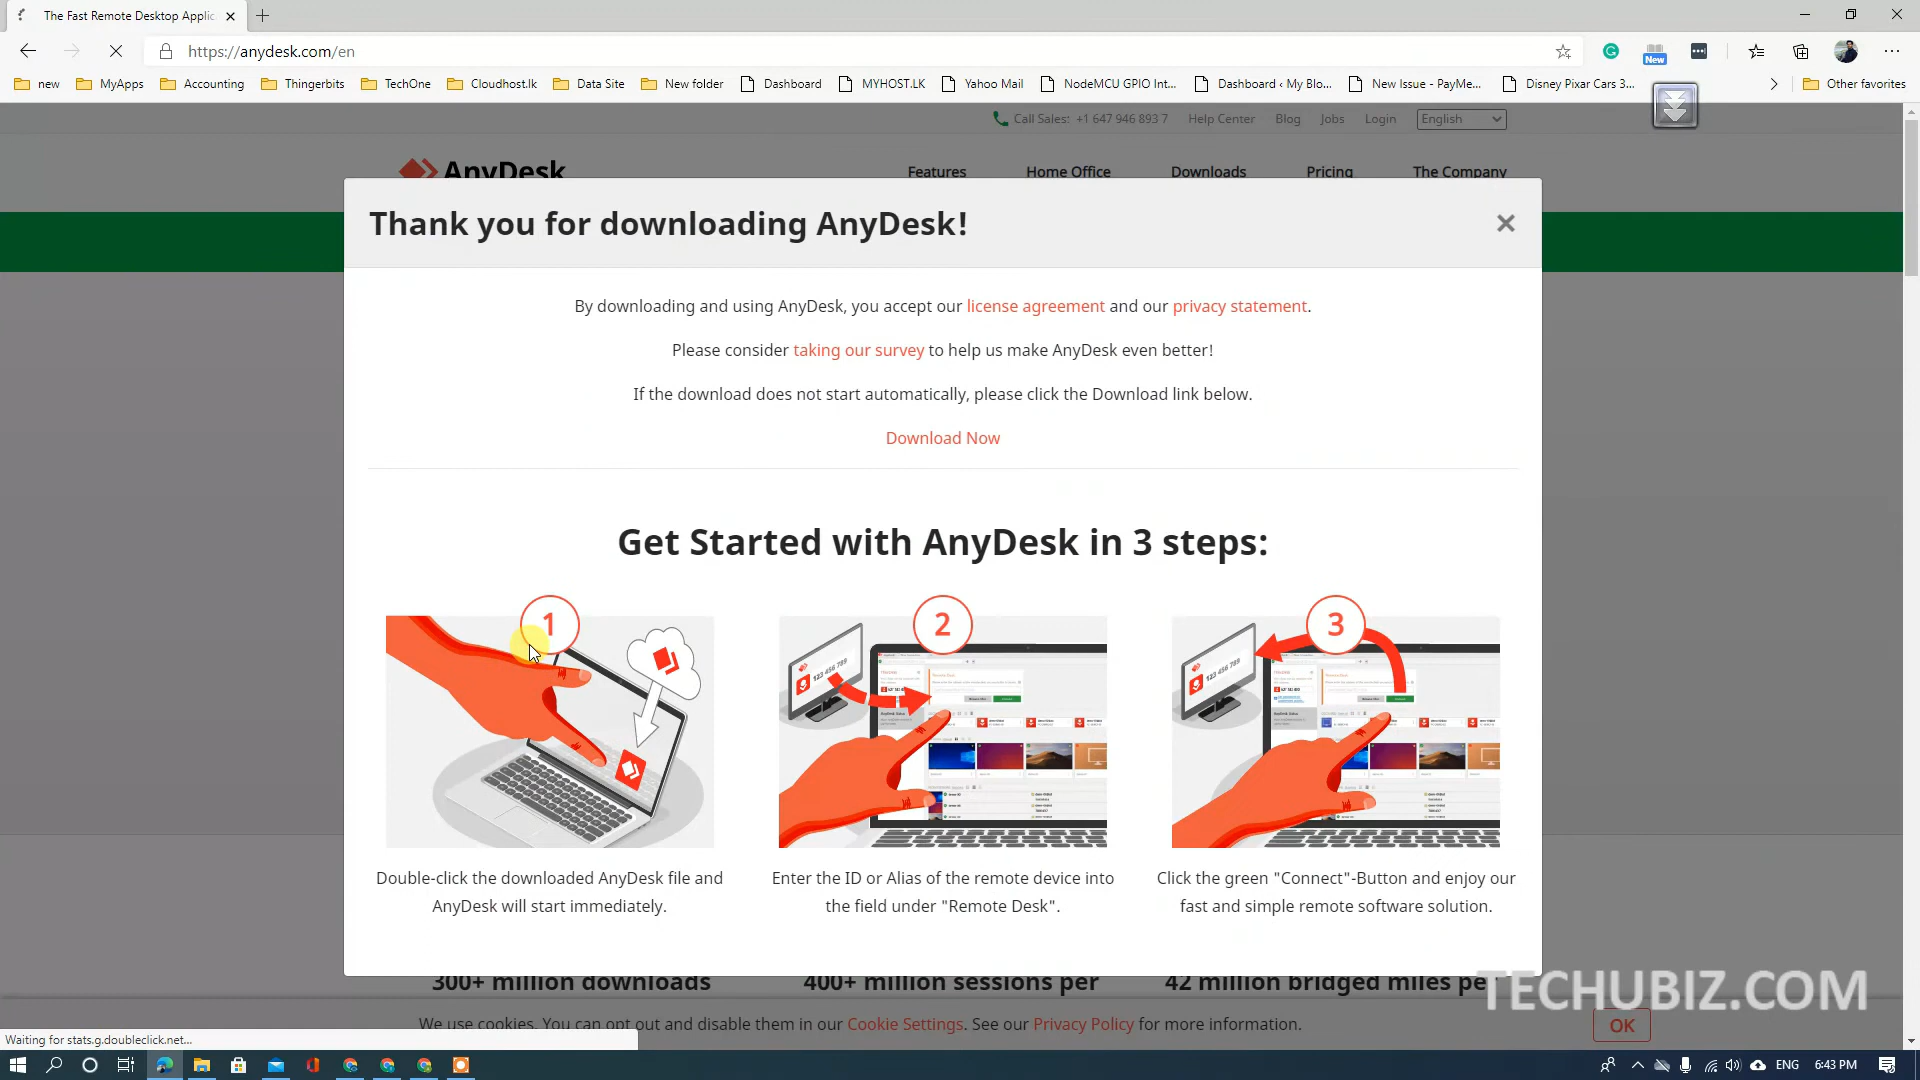 The Fast Remote Desktop Applic
https://anydesk.com/en
New
new
MyApps
Accounting
Thingerbits
TechOne
Cloudhost.lk
Data Site
New folder
Dashboard
MYHOST.LK
Yahoo Mail
NodeMCU GPIO Int...
Dashboard ‹ My Blo...
New Issue - PayMe...
Disney Pixar Cars 3...
Other favorites
Call Sales: +1 647 946 893 7
Help Center
Blog
Jobs
Login
English
AnyDesk
Features
Home Office
Downloads
Pricing
The Company
Thank you for downloading AnyDesk!
By downloading and using AnyDesk, you accept our license agreement and our privacy statement.
Please consider taking our survey to help us make AnyDesk even better!
If the download does not start automatically, please click the Download link below.
Download Now
Get Started with AnyDesk in 3 steps:
1
2
3
123 456 789
123 456 789
Double-click the downloaded AnyDesk file and
AnyDesk will start immediately.
Enter the ID or Alias of the remote device into
the field under "Remote Desk".
Click the green "Connect"-Button and enjoy our
fast and simple remote software solution.
300+ million downloads
400+ million sessions per
42 million bridged miles per
TECHUBIZ.COM
We use cookies. You can opt out and disable them in our Cookie Settings. See our Privacy Policy for more information.
OK
Waiting for stats.g.doubleclick.net...
ENG
6:43 PM